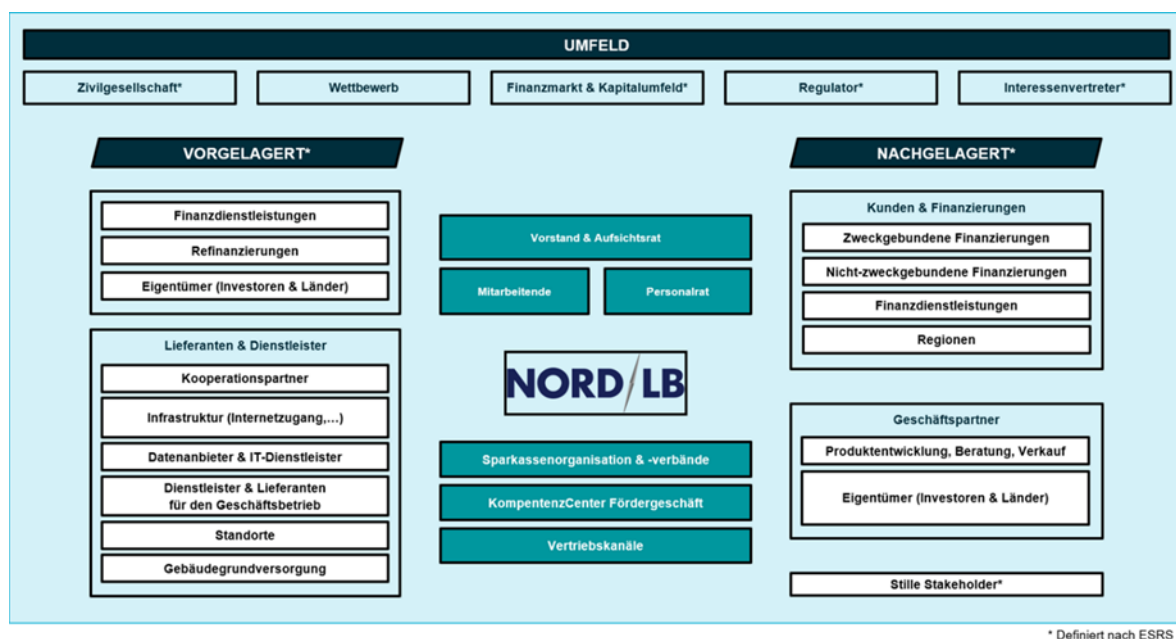 UMFELD
Zivilgesellschaft*
Wettbewerb
Finanzmarkt & Kapitalumfeld*
Regulator*
Interessenvertreter*
VORGELAGERT*
Finanzdienstleistungen
Refinanzierungen
Eigentümer (Investoren & Länder)
Lieferanten & Dienstleister
Kooperationspartner
Infrastruktur (Internetzugang,...)
Datenanbieter & IT-Dienstleister
Dienstleister & Lieferanten
für den Geschäftsbetrieb
Standorte
Gebäudegrundversorgung
Vorstand & Aufsichtsrat
Mitarbeitende
Personalrat
NORD/LB
Sparkassenorganisation & -verbände
KompentenzCenter Fördergeschäft
Vertriebskanäle
NACHGELAGERT*
Kunden & Finanzierungen
Zweckgebundene Finanzierungen
Nicht-zweckgebundene Finanzierungen
Finanzdienstleistungen
Regionen
Geschäftspartner
Produktentwicklung, Beratung, Verkauf
Eigentümer (Investoren & Länder)
Stille Stakeholder*
* Definiert nach ESRS